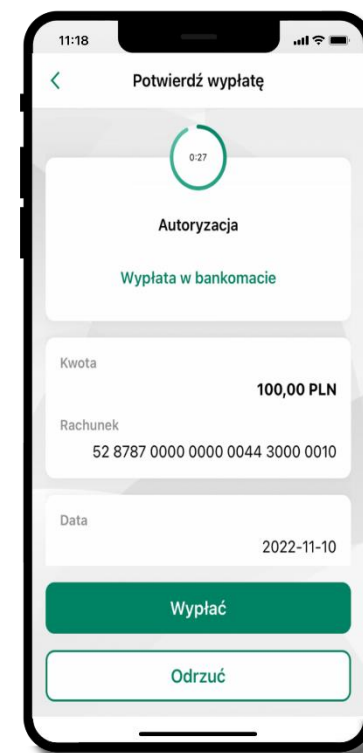 11:18
Potwierdź wypłatę
0:27
Autoryzacja
Wypłata w bankomacie
Kwota
100,00 PLN
Rachunek
52 8787 0000 0000 0044 3000 0010
Data
2022-11-10
Wypłać
Odrzuć